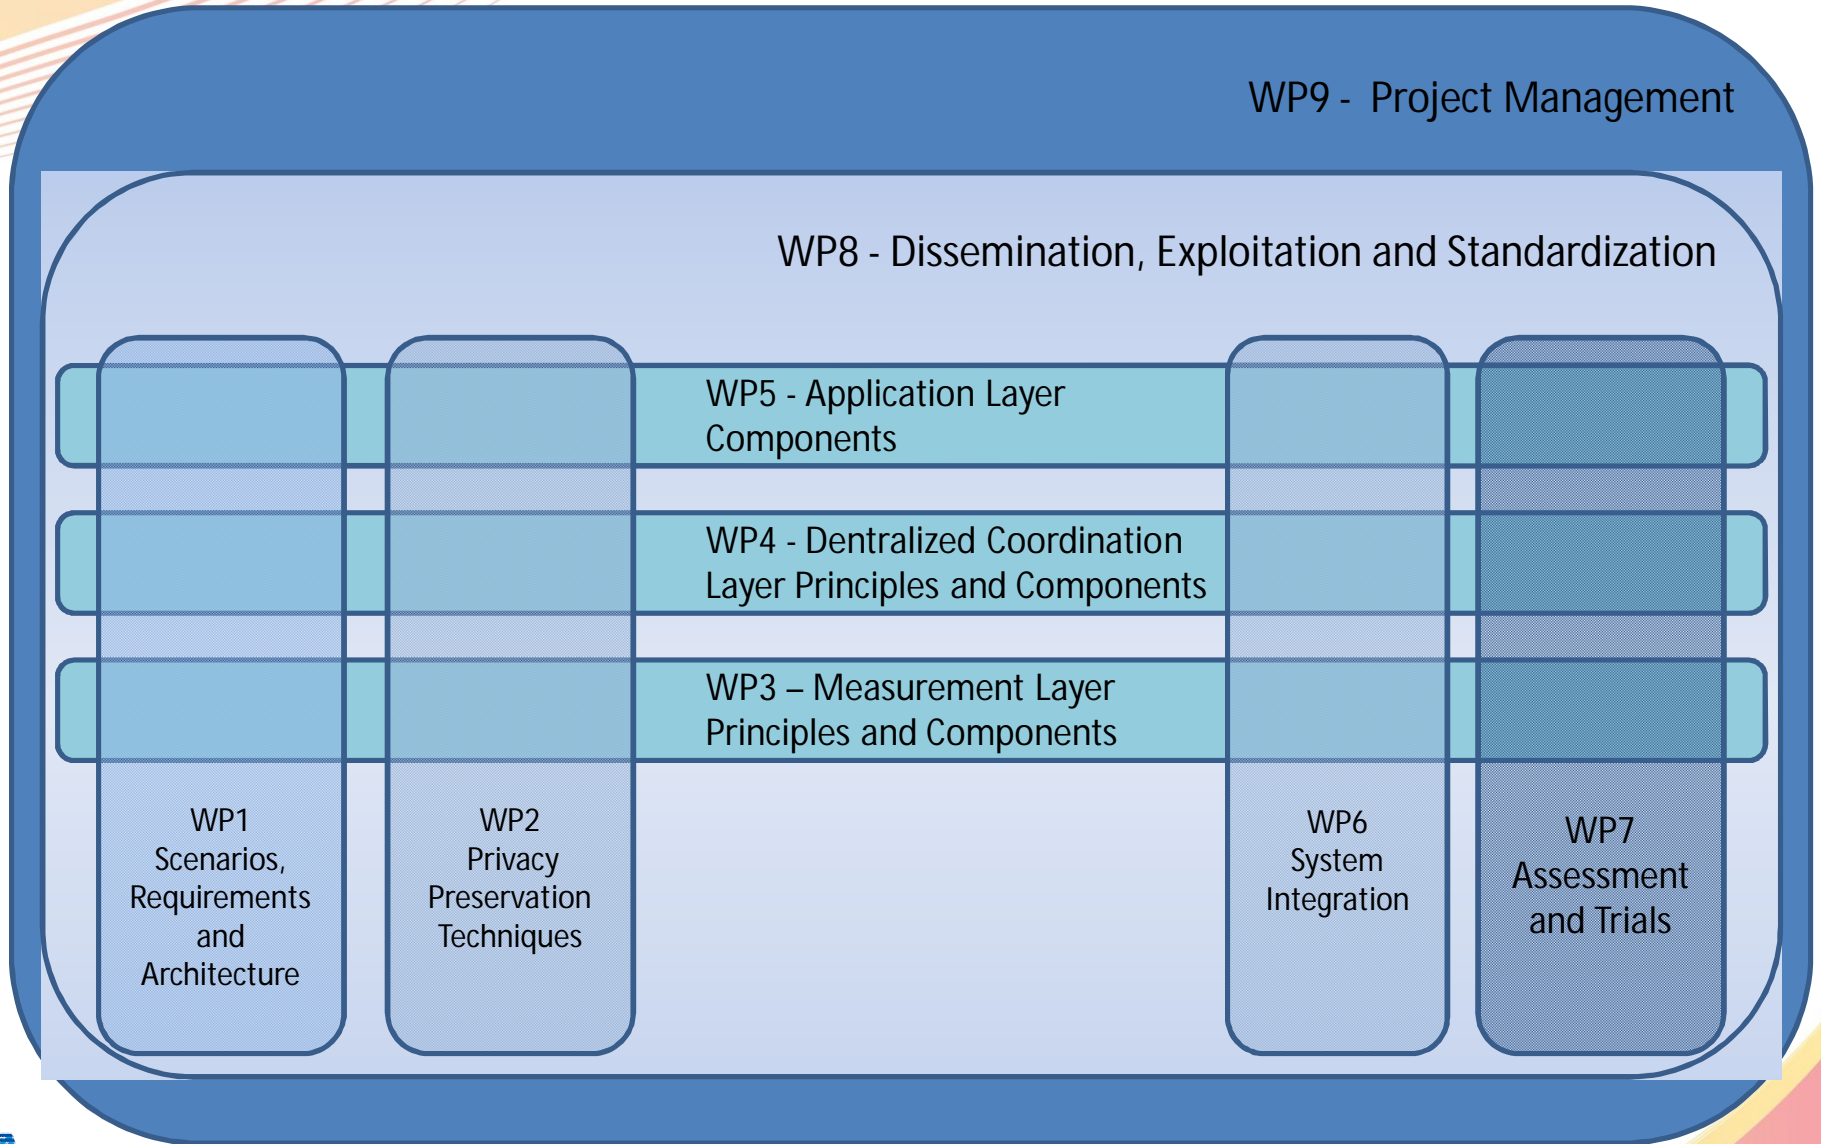 WP9 - Project Management
WP8 - Dissemination, Exploitation and Standardization
WP5 - Application Layer
Components
WP4 - Dentralized Coordination
Layer Principles and Components
WP3 – Measurement Layer
Principles and Components
WP1
Scenarios,
Requirements
and
Architecture
WP2
Privacy
Preservation
Techniques
WP6
System
Integration
WP7
Assessment
and Trials